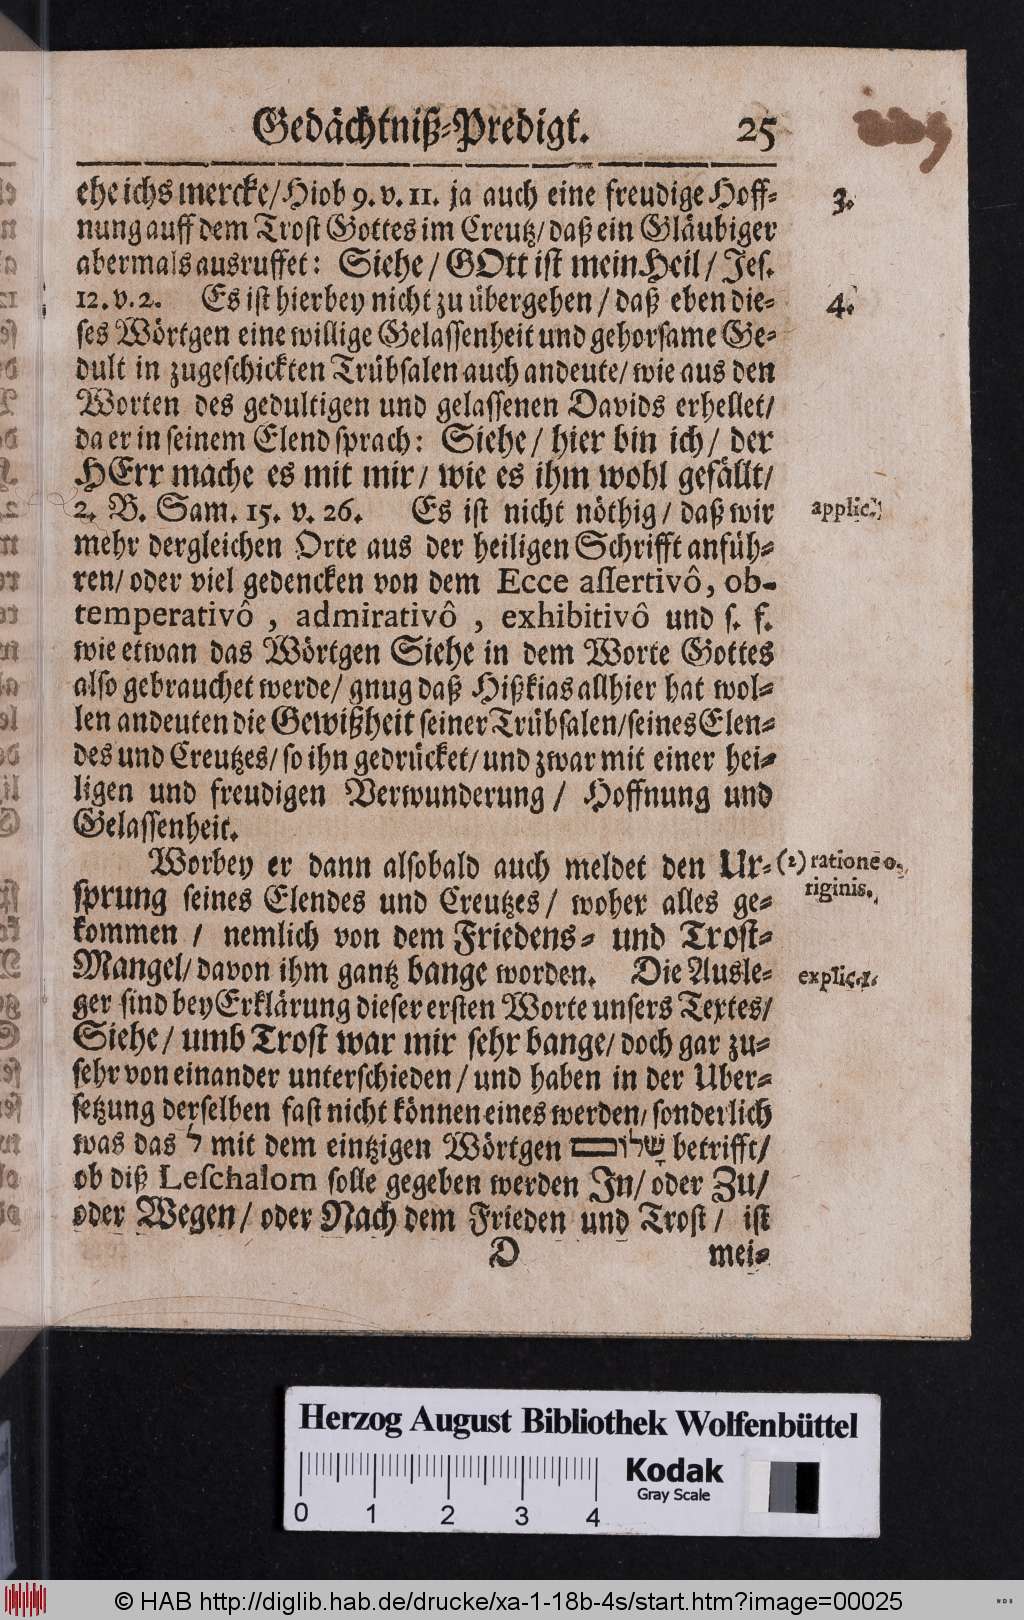 Gedächtniß-Predigt. 25
ehe ichs mercke/ Hiob 9. v. 11. ja auch eine freudige Hoff-
3.
nung auff dem Trost Gottes im Creutz/ daß ein Gläubiger
abermals ausruffet: Siehe/ GOtt ist mein Heil/ Jes.
12. v. 2. Es ist hierbey nicht zu übergehen/ daß eben die-
4.
ses Wörtgen eine willige Gelassenheit und gehorsame Ge-
dult in zugeschickten Trübsalen auch andeute/ wie aus den
Worten des gedultigen und gelassenen Davids erhellet/
da er in seinem Elend sprach: Siehe/ hier bin ich/ der
HErr mache es mit mir/ wie es ihm wohl gefällt/
2. B. Sam. 15. v. 26. Es ist nicht nöthig/ daß wir
applic.
mehr dergleichen Orte aus der heiligen Schrifft anfüh-
ren/ oder viel gedencken von dem Ecce assertivô, ob-
temperativô, admirativô, exhibitivô und s. f.
wie etwan das Wörtgen Siehe in dem Worte Gottes
also gebrauchet werde/ gnug daß Hißkias allhier hat wol-
len andeuten die Gewißheit seiner Trübsalen/ seines Elen-
des und Creutzes/ so ihn gedrücket/ und zwar mit einer hei-
ligen und freudigen Verwunderung/ Hoffnung und
Gelassenheit.
Worbey er dann alsobald auch meldet den Ur-
(2) ratione o-
riginis.
sprung seines Elendes und Creutzes/ woher alles ge-
kommen/ nemlich von dem Friedens- und Trost-
Mangel/ davon ihm gantz bange worden. Die Ausle-
explic. 1.
ger sind bey Erklärung dieser ersten Worte unsers Textes/
Siehe/ umb Trost war mir sehr bange/ doch gar zu-
sehr von einander unterschieden/ und haben in der Uber-
setzung derselben fast nicht können eines werden/ sonderlich
was das ל mit dem eintzigen Wörtgen שָלום betrifft/
ob diß Leschalom solle gegeben werden In/ oder Zu/
oder Wegen/ oder Nach dem Frieden und Trost/ ist
D mei-
Herzog August Bibliothek Wolfenbüttel
Kodak
Gray Scale
0 1 2 3 4
© HAB http://diglib.hab.de/drucke/xa-1-18b-4s/start.htm?image=00025